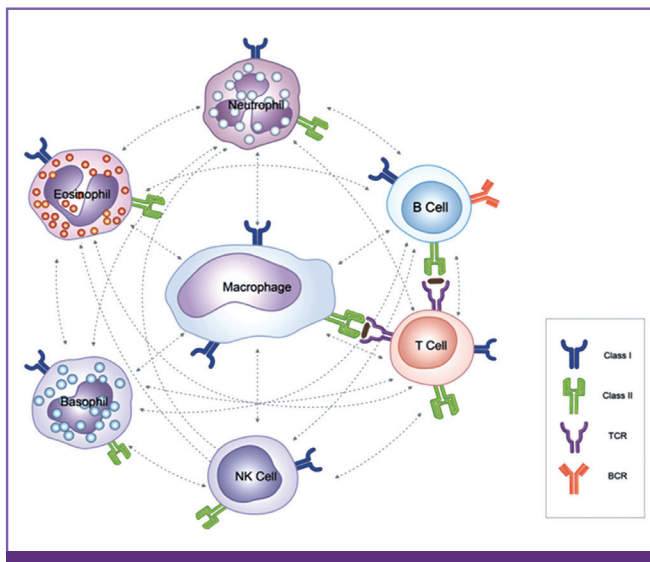 Neutrophil
Eosinophil
B Cell
Macrophage
T Cell
Basophil
NK Cell
Class I
Class II
TCR
BCR